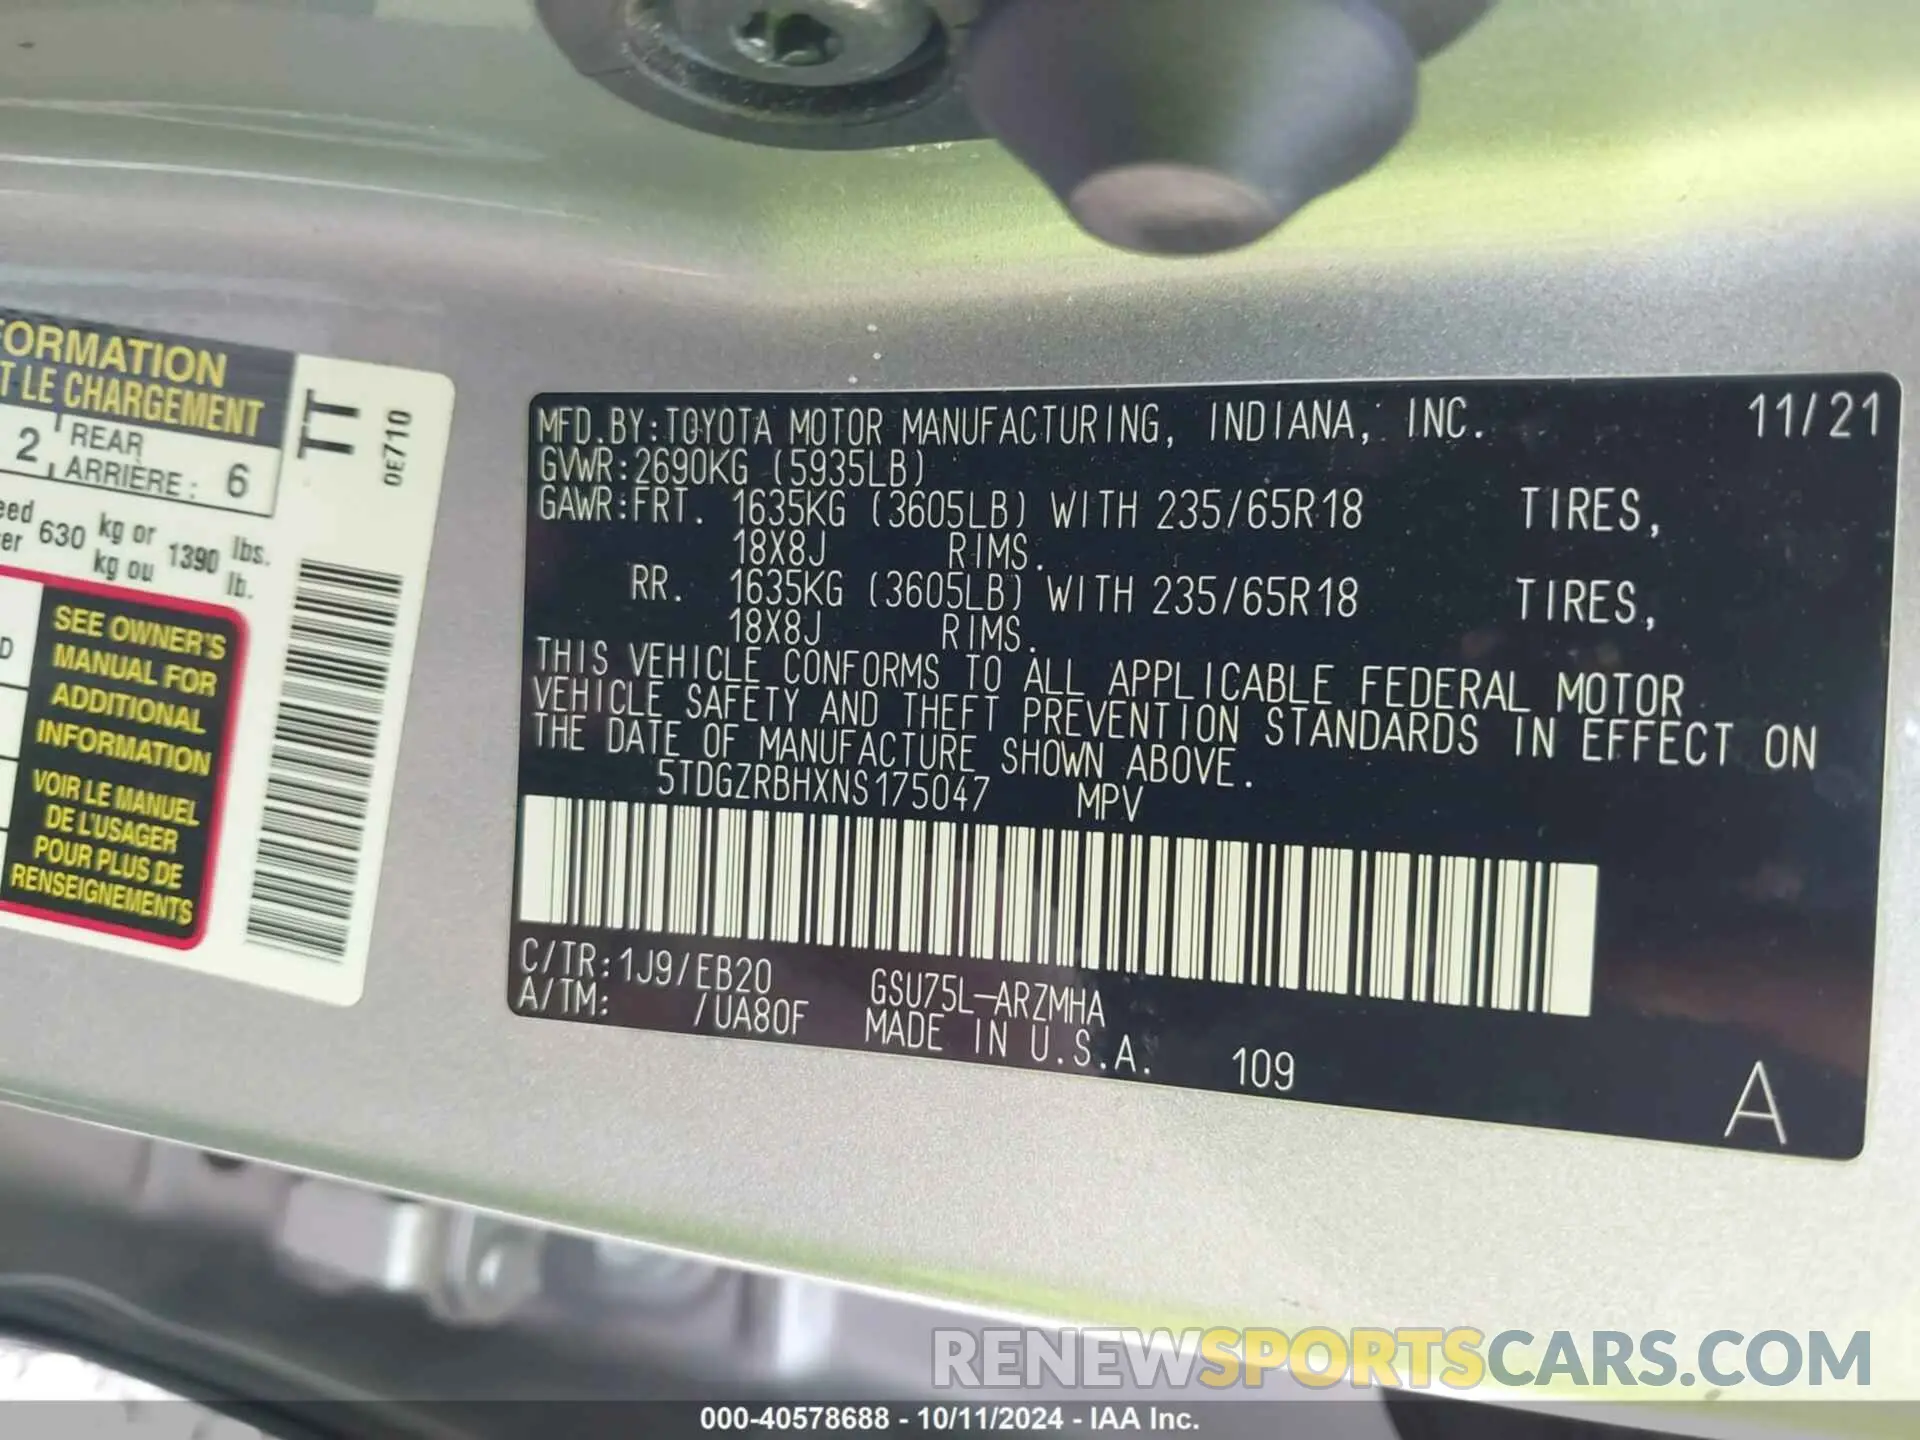 FORMATION
T LE CHARGEMENT
2 REAR
ARRIÈRE: 6
630 kg or 1390 lbs.
kg ou lb.
SEE OWNER'S
MANUAL FOR
ADDITIONAL
INFORMATION
VOIR LE MANUEL
DE L'USAGER
POUR PLUS DE
RENSEIGNEMENTS
TT
0E710
MFD.BY:TOYOTA MOTOR MANUFACTURING, INDIANA, INC. 11/21
GVWR:2690KG (5935LB)
GAWR:FRT. 1635KG (3605LB) WITH 235/65R18 TIRES,
18X8J RIMS.
RR. 1635KG (3605LB) WITH 235/65R18 TIRES,
18X8J RIMS.
THIS VEHICLE CONFORMS TO ALL APPLICABLE FEDERAL MOTOR
VEHICLE SAFETY AND THEFT PREVENTION STANDARDS IN EFFECT ON
THE DATE OF MANUFACTURE SHOWN ABOVE.
5TDGZRBHXNS175047 MPV
C/TR:1J9/EB20 GSU75L-ARZMHA
A/TM: /UA80F MADE IN U.S.A. 109
A
RENEWSPORTSCARS.COM
000-40578688 - 10/11/2024 - IAA Inc.